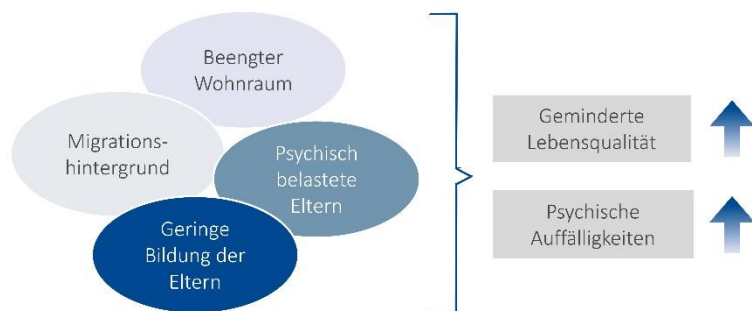 Beengter
Wohnraum
Migrations-
hintergrund
Psychisch
belastete
Eltern
Geringe
Bildung der
Eltern
Geminderte
Lebensqualität
Psychische
Auffälligkeiten